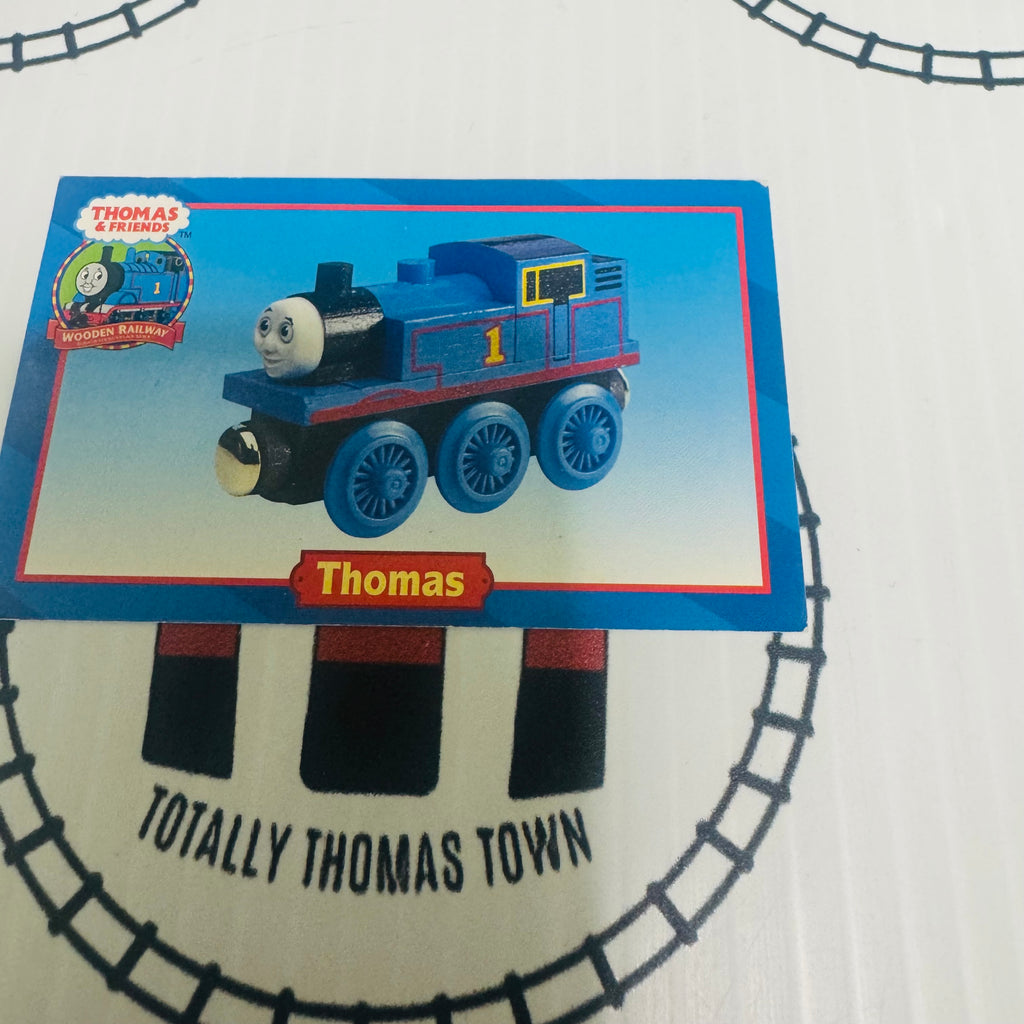 THOMAS
& FRIENDS
TM
1
WOODEN RAILWAY
1
Thomas
TOTALLY THOMAS TOWN